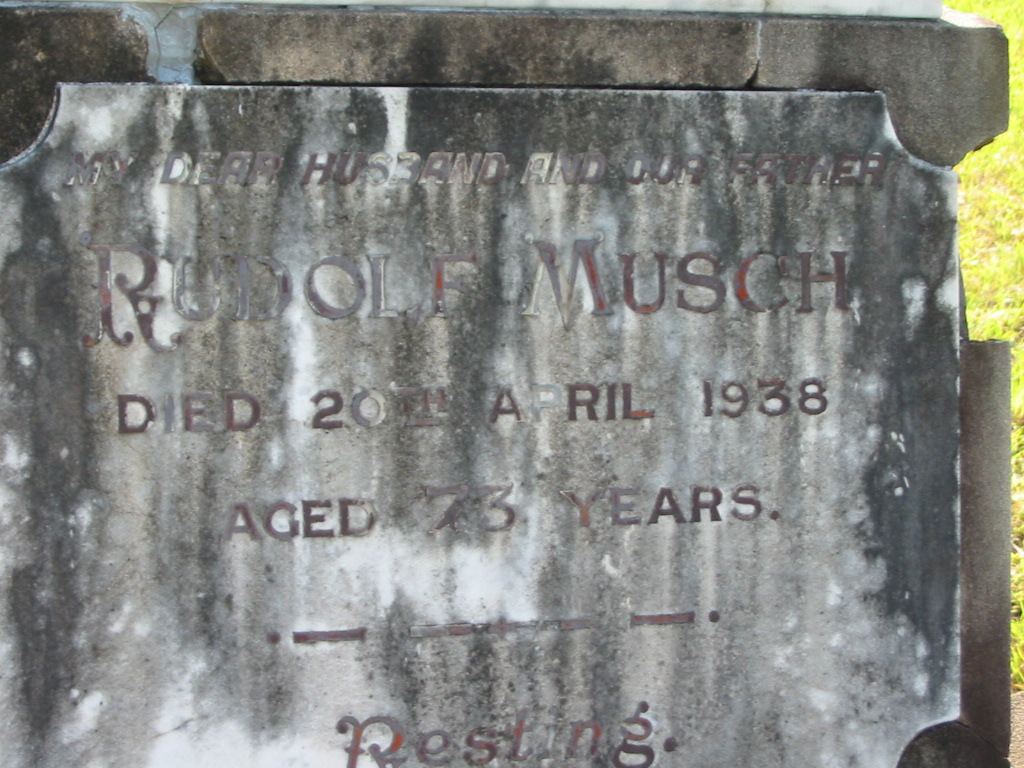 MY DEAR HUSBAND AND OUR FATHER
RUDOLF MUSCH
DIED 20TH APRIL 1938
AGED 73 YEARS.
Resting.